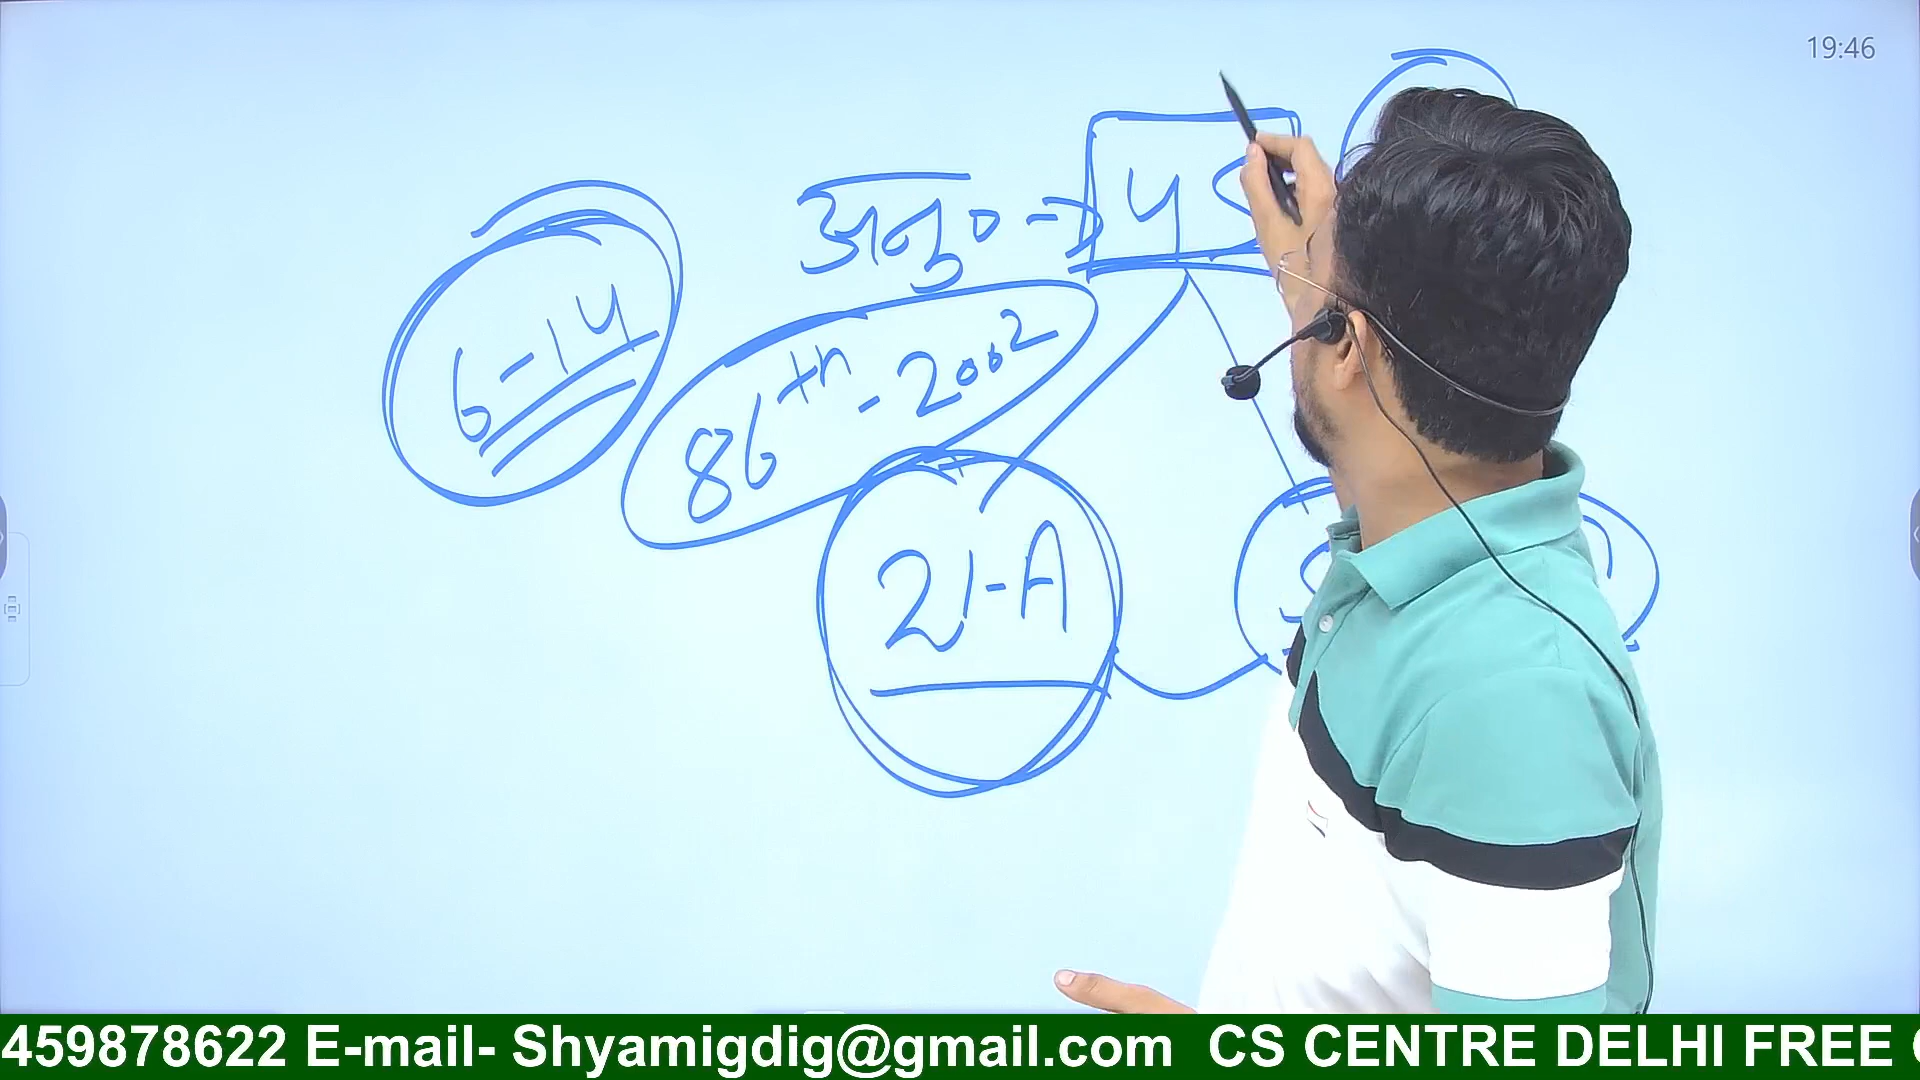 19:46
अनु० → 45
6-14
86th - 2002
21-A
459878622 E-mail- Shyamigdig@gmail.com CS CENTRE DELHI FREE